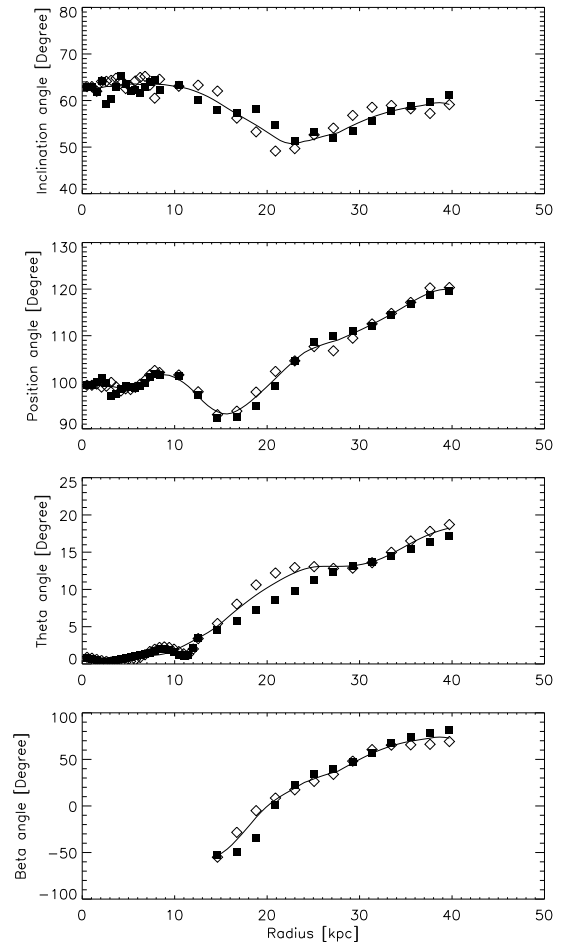 80
70
60
50
40
Inclination angle [Degree]
0 10 20 30 40 50
130
120
110
100
90
Position angle [Degree]
0 10 20 30 40 50
25
20
15
10
5
0
Theta angle [Degree]
0 10 20 30 40 50
100
50
0
−50
−100
Beta angle [Degree]
0 10 20 30 40 50
Radius [kpc]